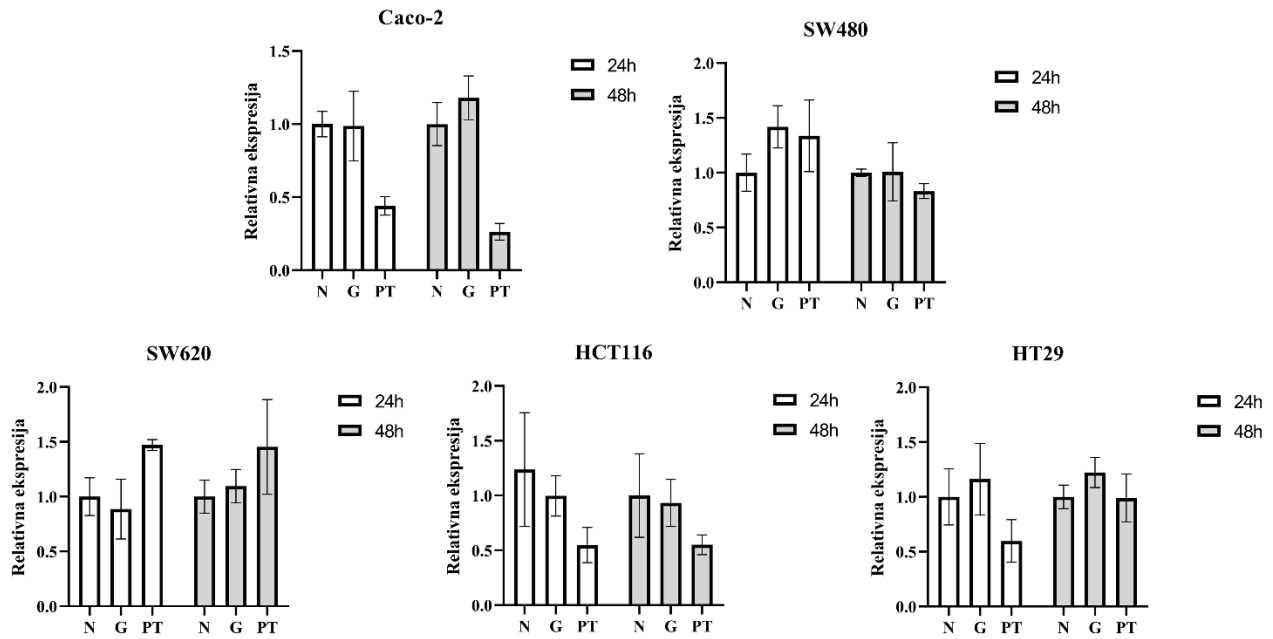 Caco-2
Relativna ekspresija
1.5
1.0
0.5
0.0
N G PT N G PT
24h
48h
SW480
Relativna ekspresija
2.0
1.5
1.0
0.5
0.0
N G PT N G PT
24h
48h
SW620
Relativna ekspresija
2.0
1.5
1.0
0.5
0.0
N G PT N G PT
24h
48h
HCT116
Relativna ekspresija
2.0
1.5
1.0
0.5
0.0
N G PT N G PT
24h
48h
HT29
Relativna ekspresija
2.0
1.5
1.0
0.5
0.0
N G PT N G PT
24h
48h